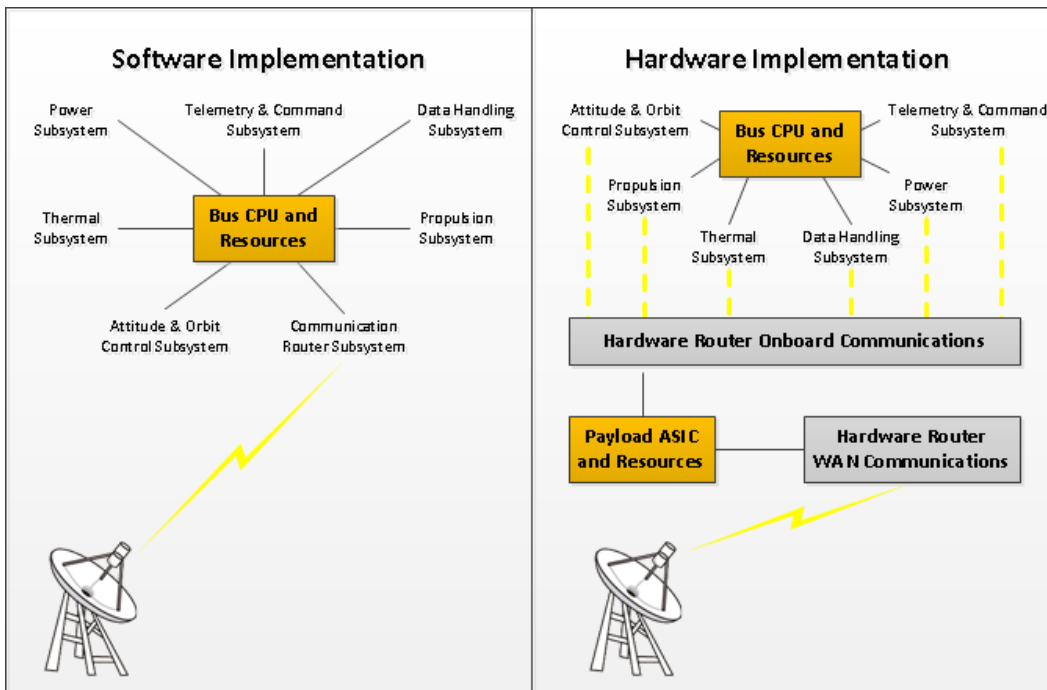 Software Implementation
Power
Subsystem
Telemetry & Command
Subsystem
Data Handling
Subsystem
Bus CPU and
Resources
Thermal
Subsystem
Propulsion
Subsystem
Attitude & Orbit
Control Subsystem
Communication
Router Subsystem
Hardware Implementation
Attitude & Orbit
Control Subsystem
Bus CPU and
Resources
Telemetry & Command
Subsystem
Propulsion
Subsystem
Power
Subsystem
Thermal
Subsystem
Data Handling
Subsystem
Hardware Router Onboard Communications
Payload ASIC
and Resources
Hardware Router
WAN Communications